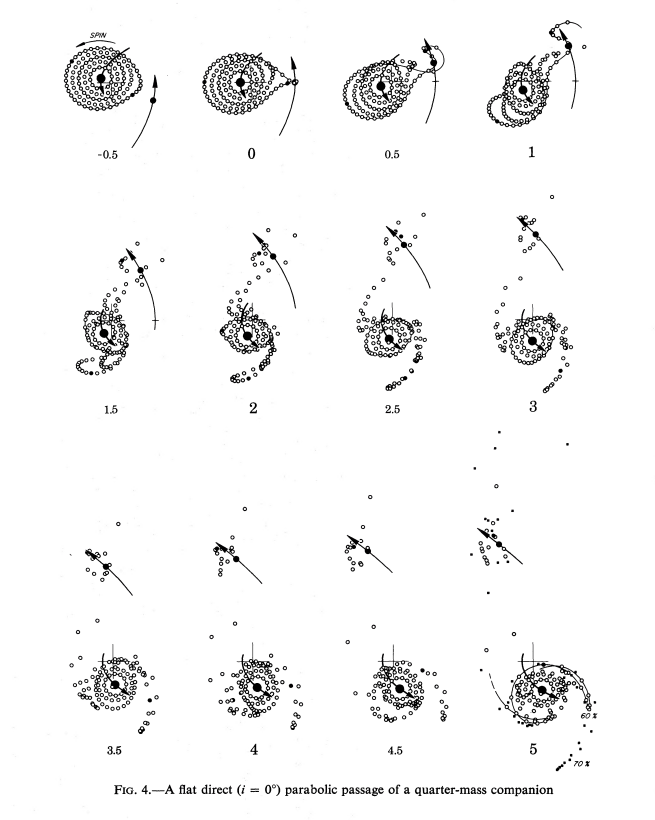 SPIN
-0.5 0 0.5 1
1.5 2 2.5 3
3.5 4 4.5 5
60 %
70 %
FIG. 4.—A flat direct (i = 0°) parabolic passage of a quarter-mass companion